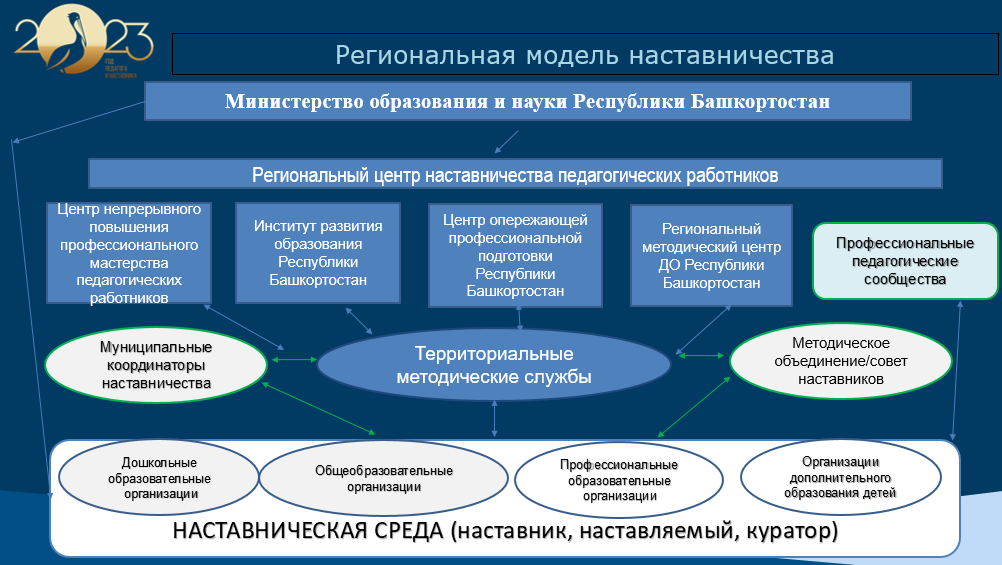 2023
ГОД
ПЕДАГОГА
И НАСТАВНИКА
Региональная модель наставничества
Министерство образования и науки Республики Башкортостан
Региональный центр наставничества педагогических работников
Центр непрерывного
повышения
профессионального
мастерства
педагогических
работников
Институт развития
образования
Республики
Башкортостан
Центр опережающей
профессиональной
подготовки
Республики
Башкортостан
Региональный
методический центр
ДО Республики
Башкортостан
Профессиональные
педагогические
сообщества
Муниципальные
координаторы
наставничества
Территориальные
методические службы
Методическое
объединение/совет
наставников
Дошкольные
образовательные
организации
Общеобразовательные
организации
Профессиональные
образовательные
организации
Организации
дополнительного
образования детей
НАСТАВНИЧЕСКАЯ СРЕДА (наставник, наставляемый, куратор)